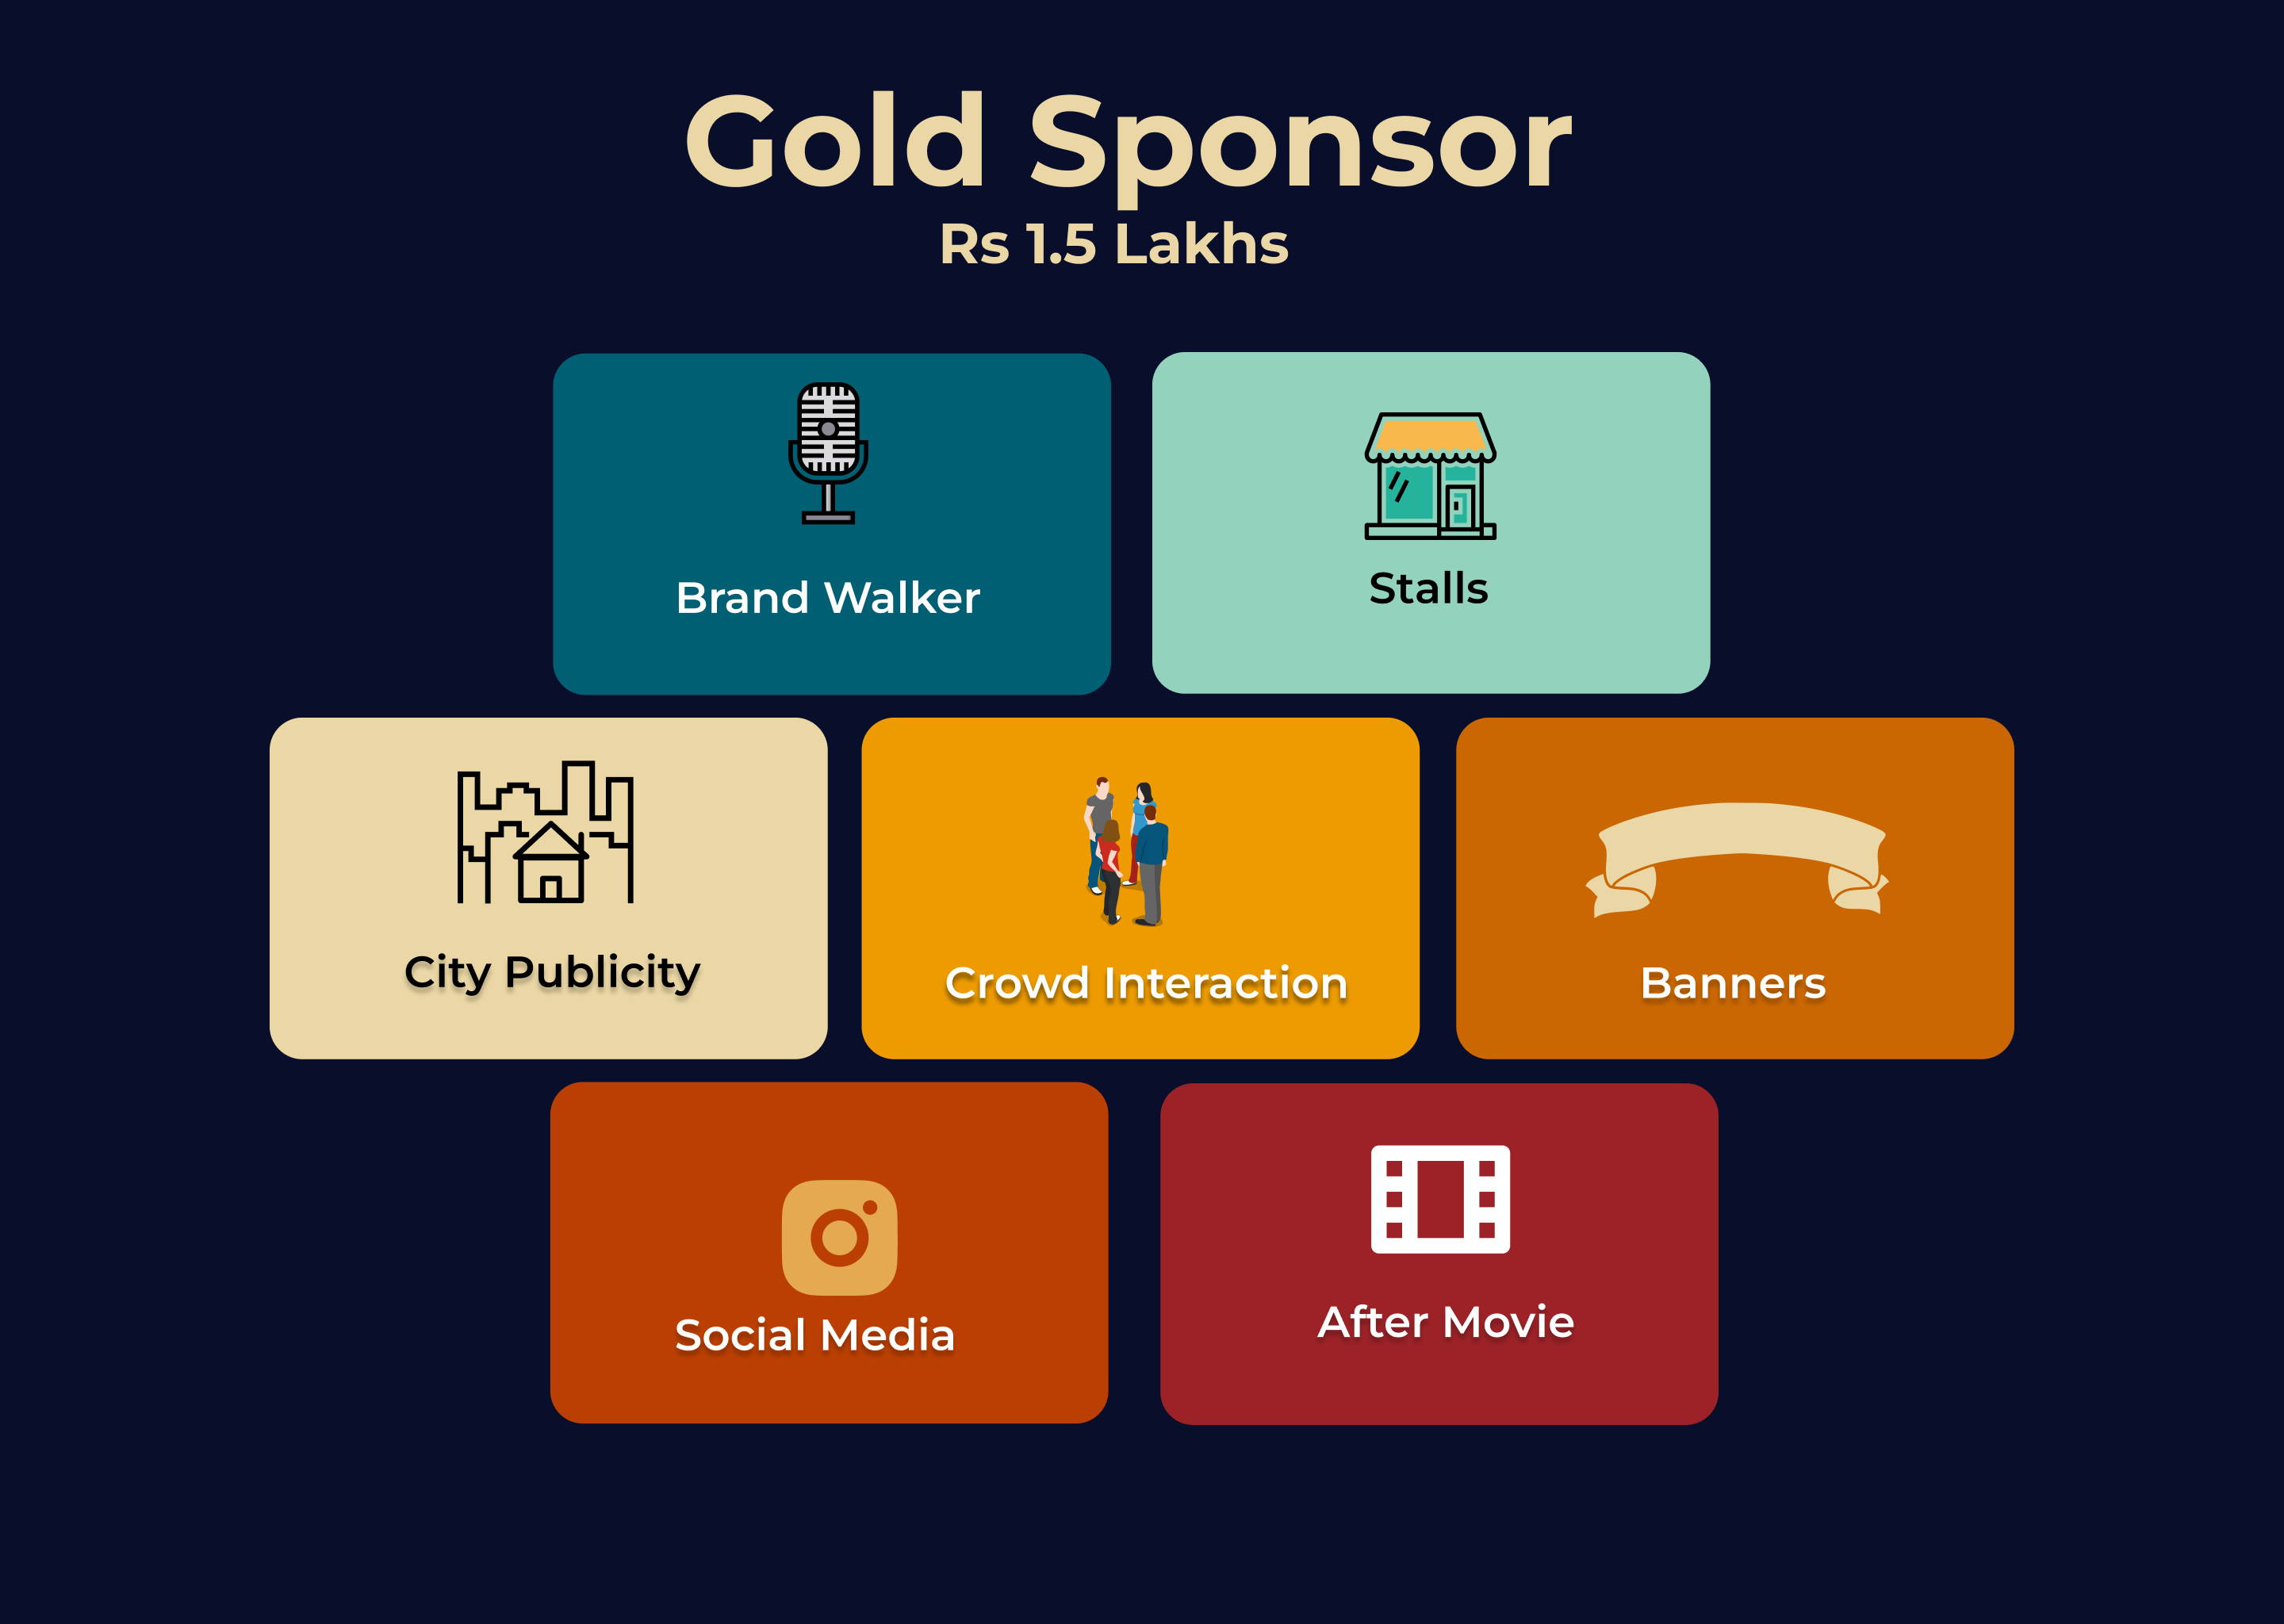 Gold Sponsor
Rs 1.5 Lakhs
Brand Walker
Stalls
City Publicity
Crowd Interaction
Banners
Social Media
After Movie